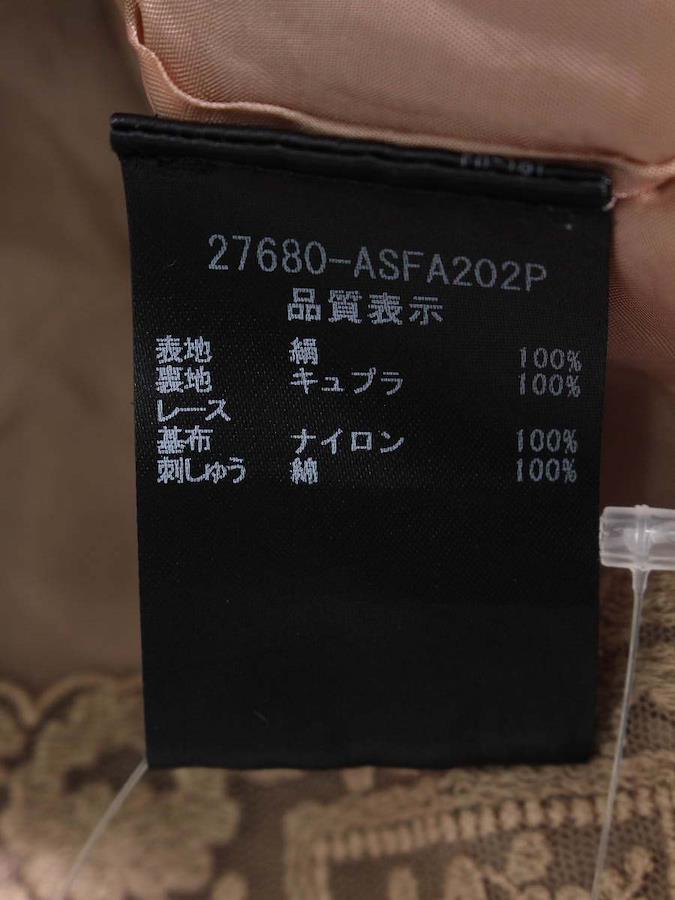 27680-ASFA202P
品質表示
表地 絹 100%
裏地 キュプラ 100%
レース
基布 ナイロン 100%
刺しゅう 綿 100%